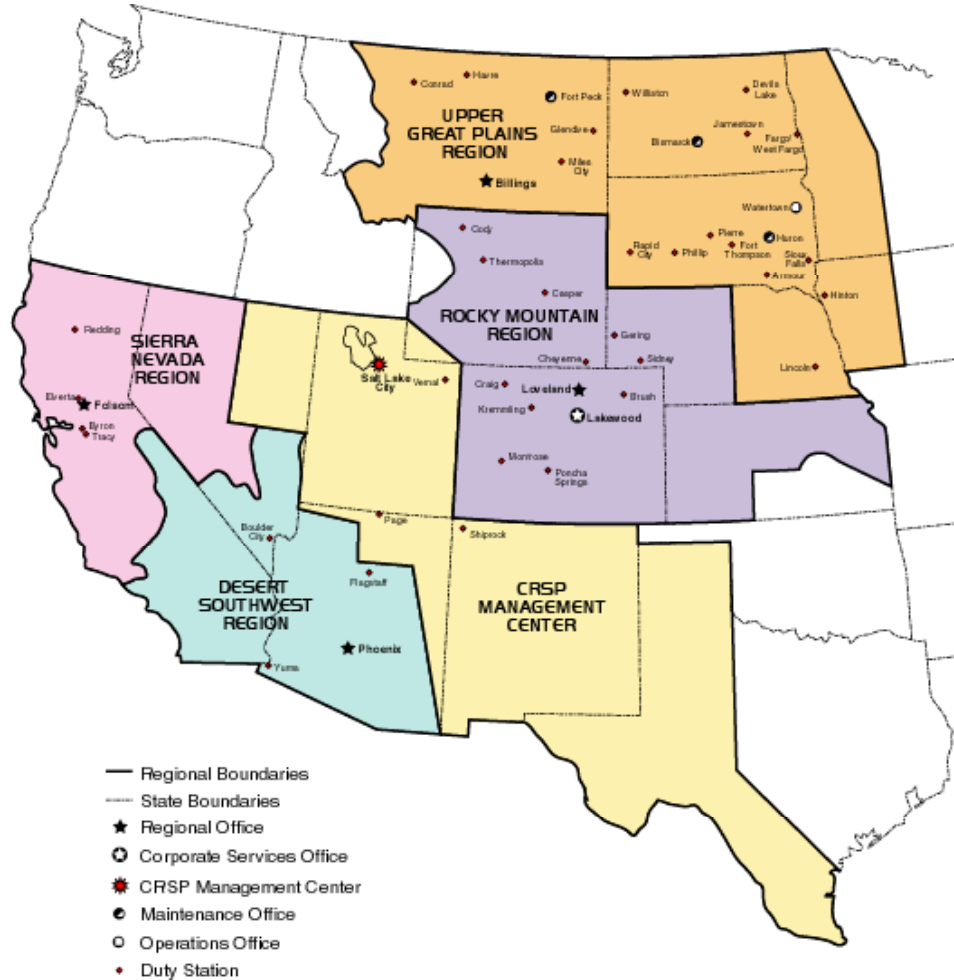 Conrad
Havre
Fort Peck
Williston
Devils
Lake
UPPER
GREAT PLAINS
REGION
Glendive
Jamestown
Bismarck
Fargo/
West Fargo
Miles
City
Billings
Watertown
Cody
Pierre
Huron
Rapid
City
Phillip
Fort
Thompson
Sioux
Falls
Armour
Thermopolis
Casper
Hinton
ROCKY MOUNTAIN
REGION
Redding
SIERRA
NEVADA
REGION
Gering
Cheyenne
Sidney
Salt Lake
City
Vernal
Craig
Loveland
Brush
Lincoln
Elverta
Folsom
Kremmling
Lakewood
Byron
Tracy
Montrose
Poncha
Springs
Boulder
City
Page
Shiprock
Flagstaff
DESERT
SOUTHWEST
REGION
CRSP
MANAGEMENT
CENTER
Phoenix
Yuma
Regional Boundaries
State Boundaries
Regional Office
Corporate Services Office
CRSP Management Center
Maintenance Office
Operations Office
Duty Station